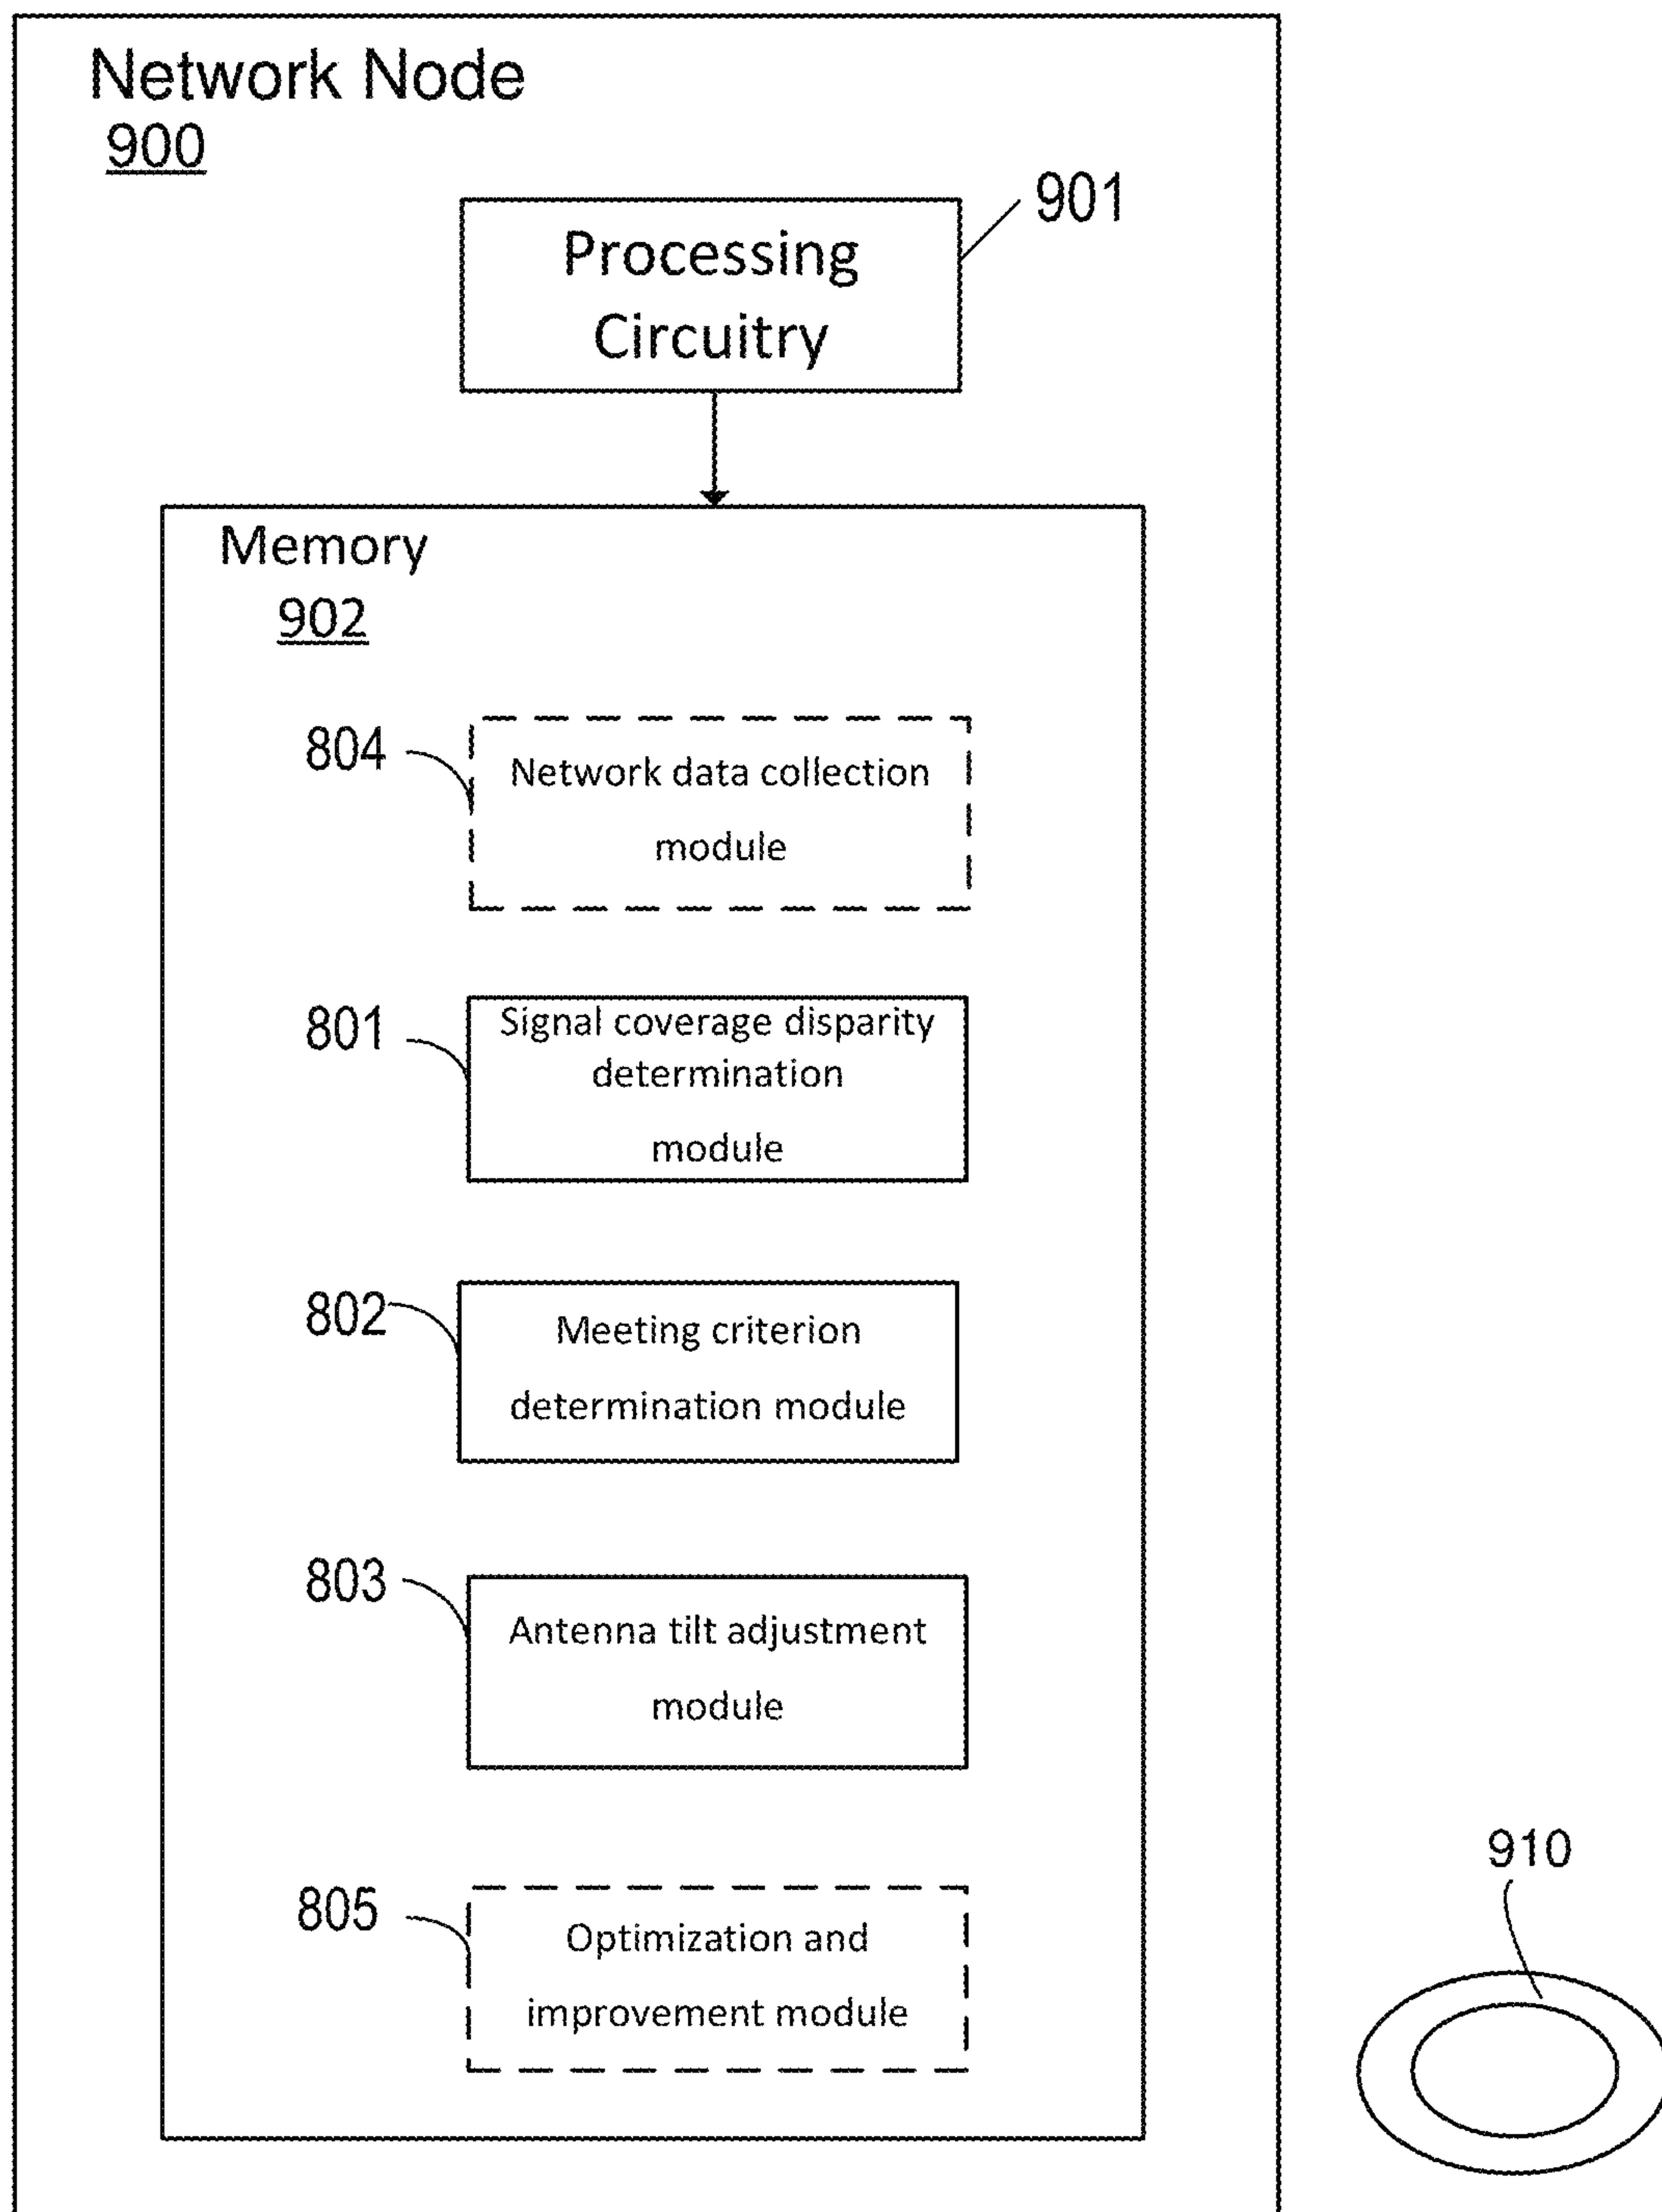 Network Node
900
901
Processing
Circuitry
Memory
902
804
Network data collection
module
801
Signal coverage disparity
determination
module
802
Meeting criterion
determination module
803
Antenna tilt adjustment
module
805
Optimization and
improvement module
910